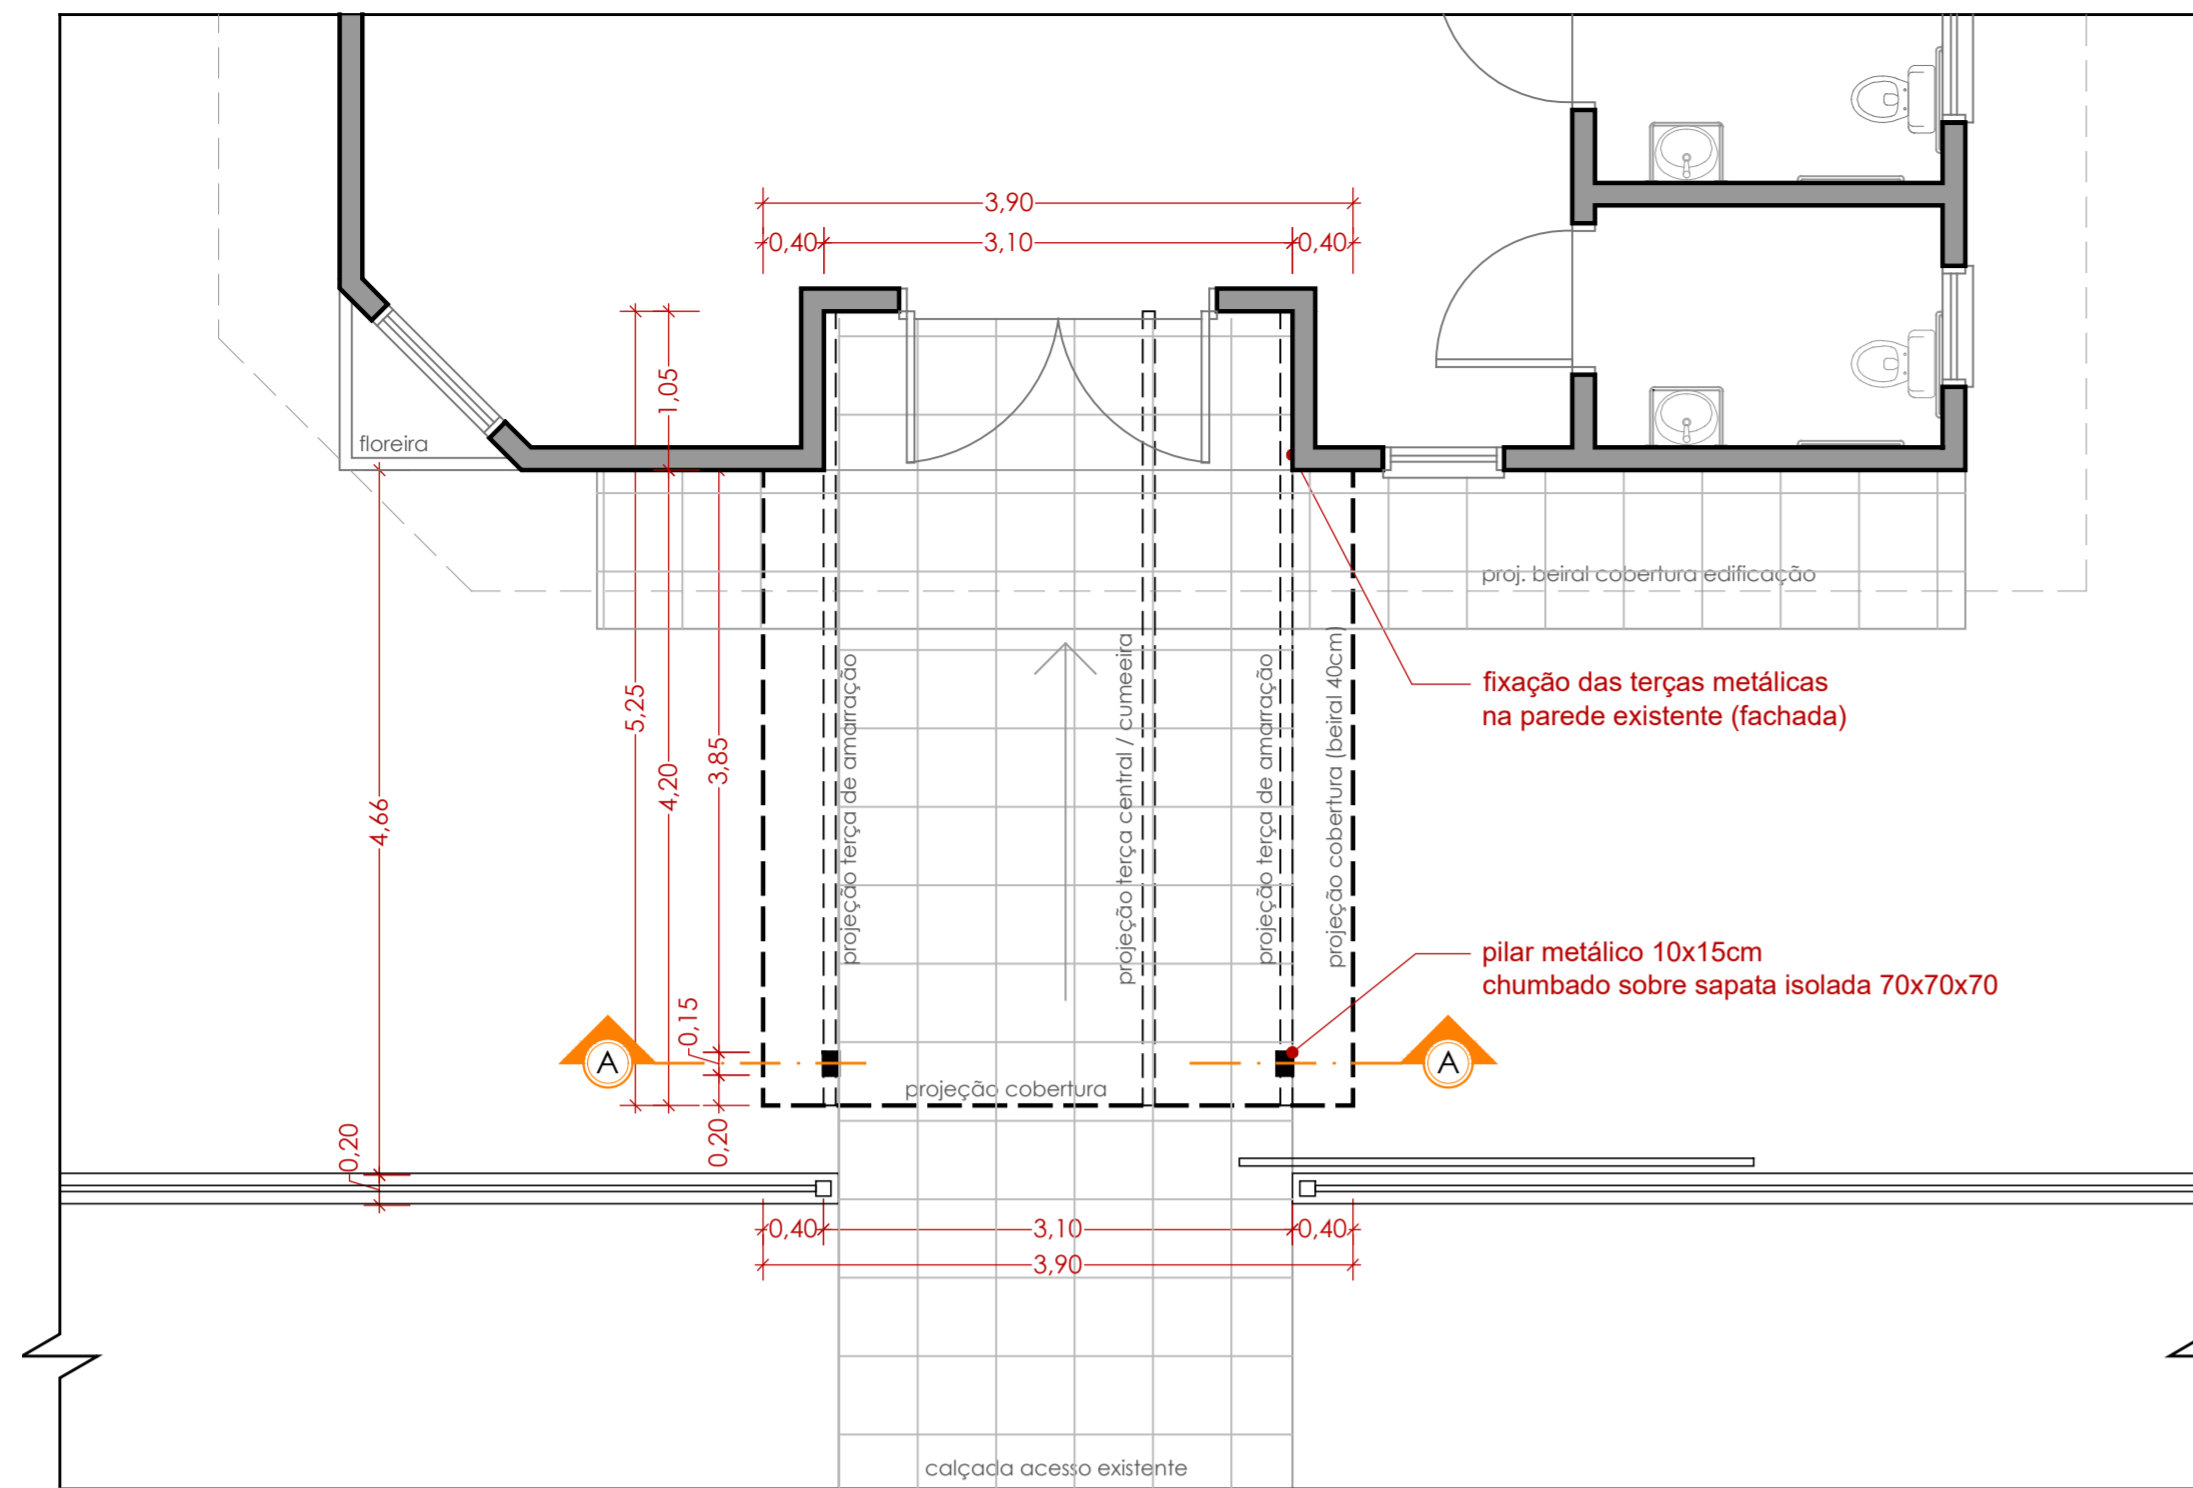 3,90
0,40
3,10
0,40
1,05
floreira
proj. beiral cobertura edificação
5,25
4,20
3,85
4,66
projeção terça de amarração
projeção terça central / cumeeira
projeção terça de amarração
projeção cobertura (beiral 40cm)
fixação das terças metálicas
na parede existente (fachada)
pilar metálico 10x15cm
chumbado sobre sapata isolada 70x70x70
0,15
A
A
projeção cobertura
0,20
0,20
0,40
3,10
0,40
3,90
calçada acesso existente